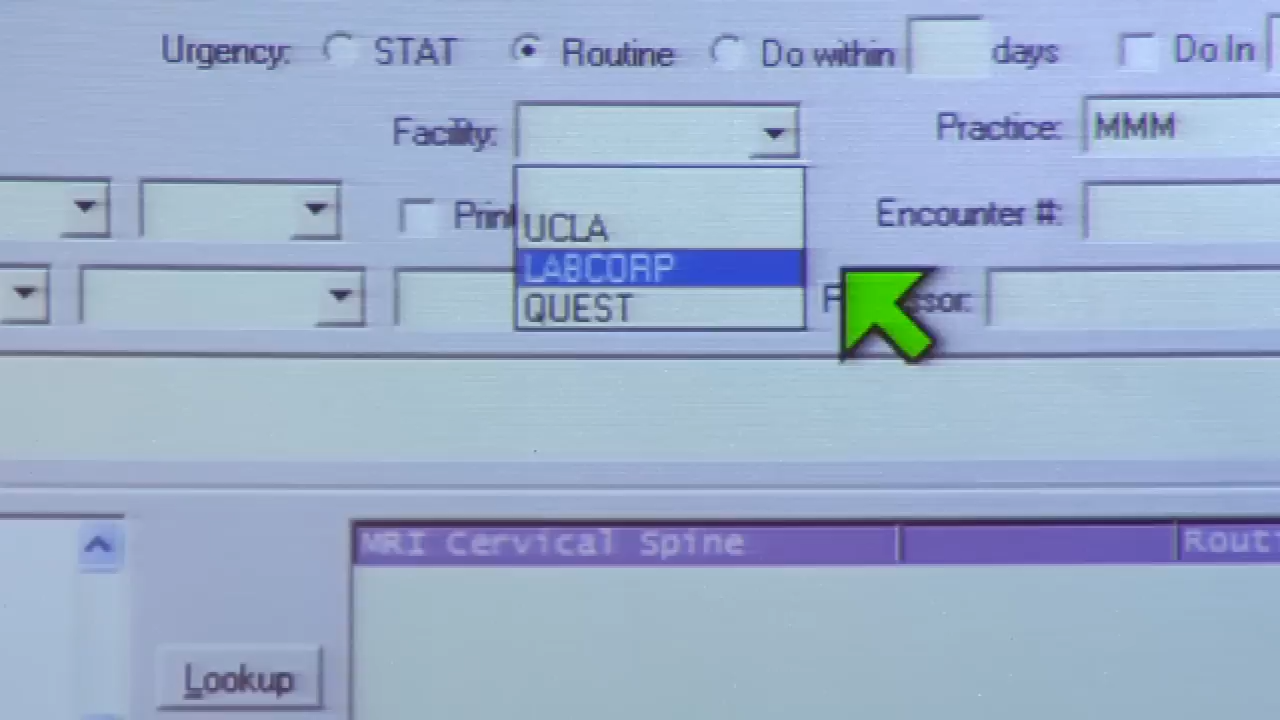 Urgency: STAT Routine Do within days Do In
Facility: Practice: MMM
Print Encounter #:
UCLA
LABCORP
QUEST
MRI Cervical Spine
Lookup